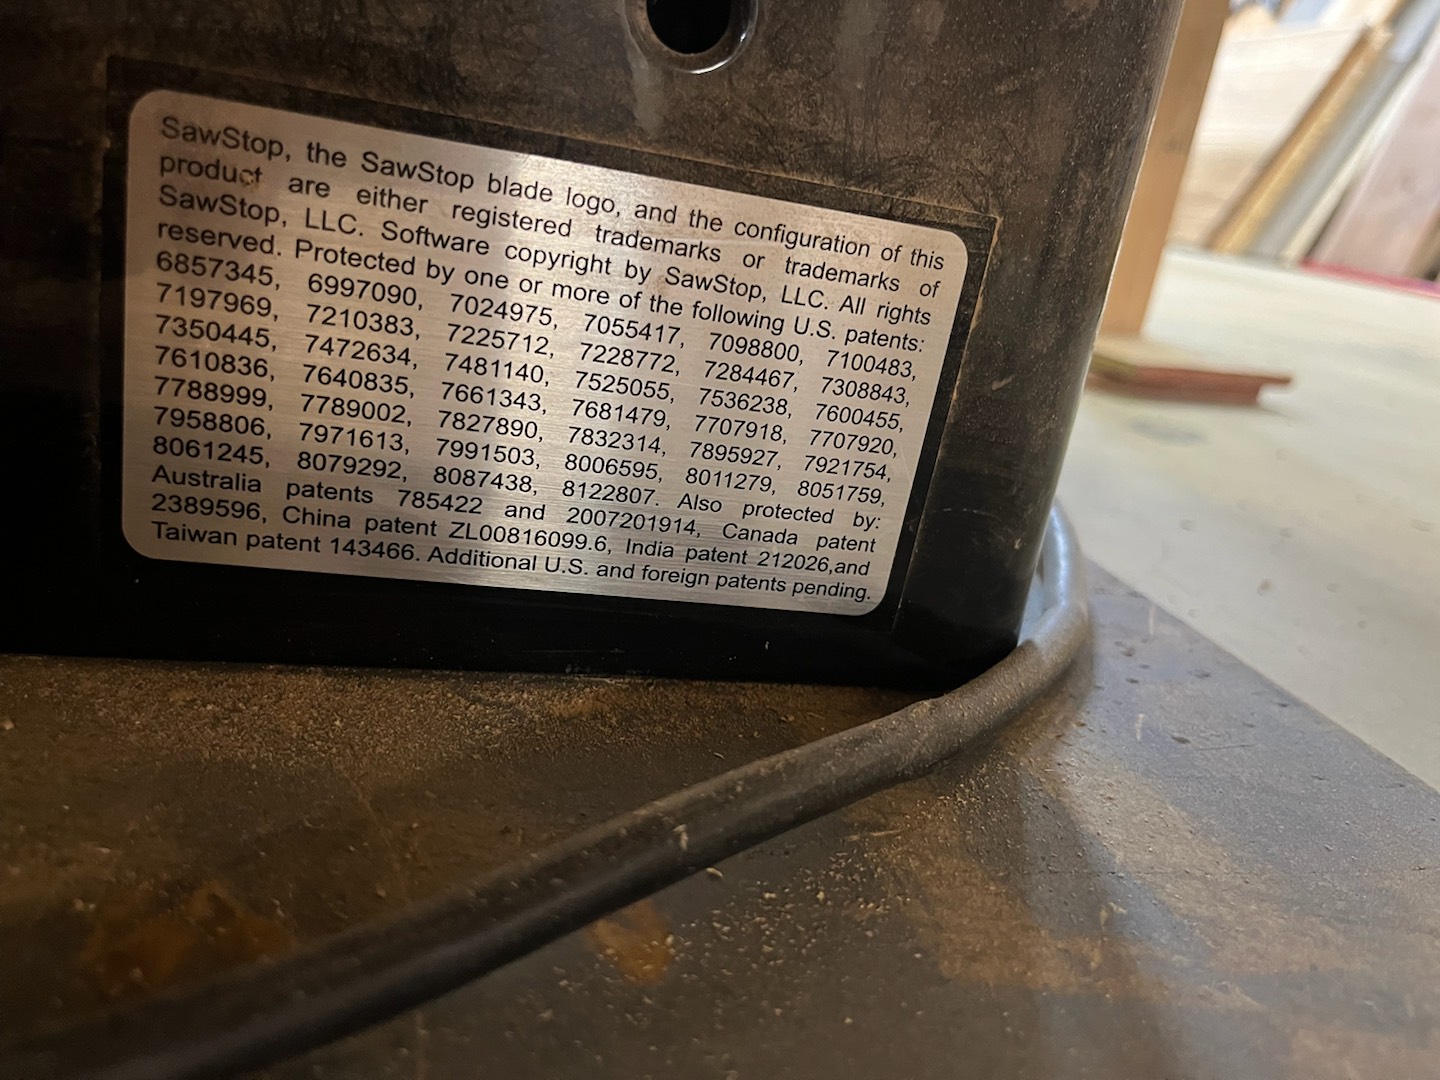 SawStop, the SawStop blade logo, and the configuration of this
product are either registered trademarks or trademarks of
SawStop, LLC. Software copyright by SawStop, LLC. All rights
reserved. Protected by one or more of the following U.S. patents:
6857345, 6997090, 7024975, 7055417, 7098800, 7100483,
7197969, 7210383, 7225712, 7228772, 7284467, 7308843,
7350445, 7472634, 7481140, 7525055, 7536238, 7600455,
7610836, 7640835, 7661343, 7681479, 7707918, 7707920,
7788999, 7789002, 7827890, 7832314, 7895927, 7921754,
7958806, 7971613, 7991503, 8006595, 8011279, 8051759,
8061245, 8079292, 8087438, 8122807. Also protected by:
Australia patents 785422 and 2007201914, Canada patent
2389596, China patent ZL00816099.6, India patent 212026,and
Taiwan patent 143466. Additional U.S. and foreign patents pending.